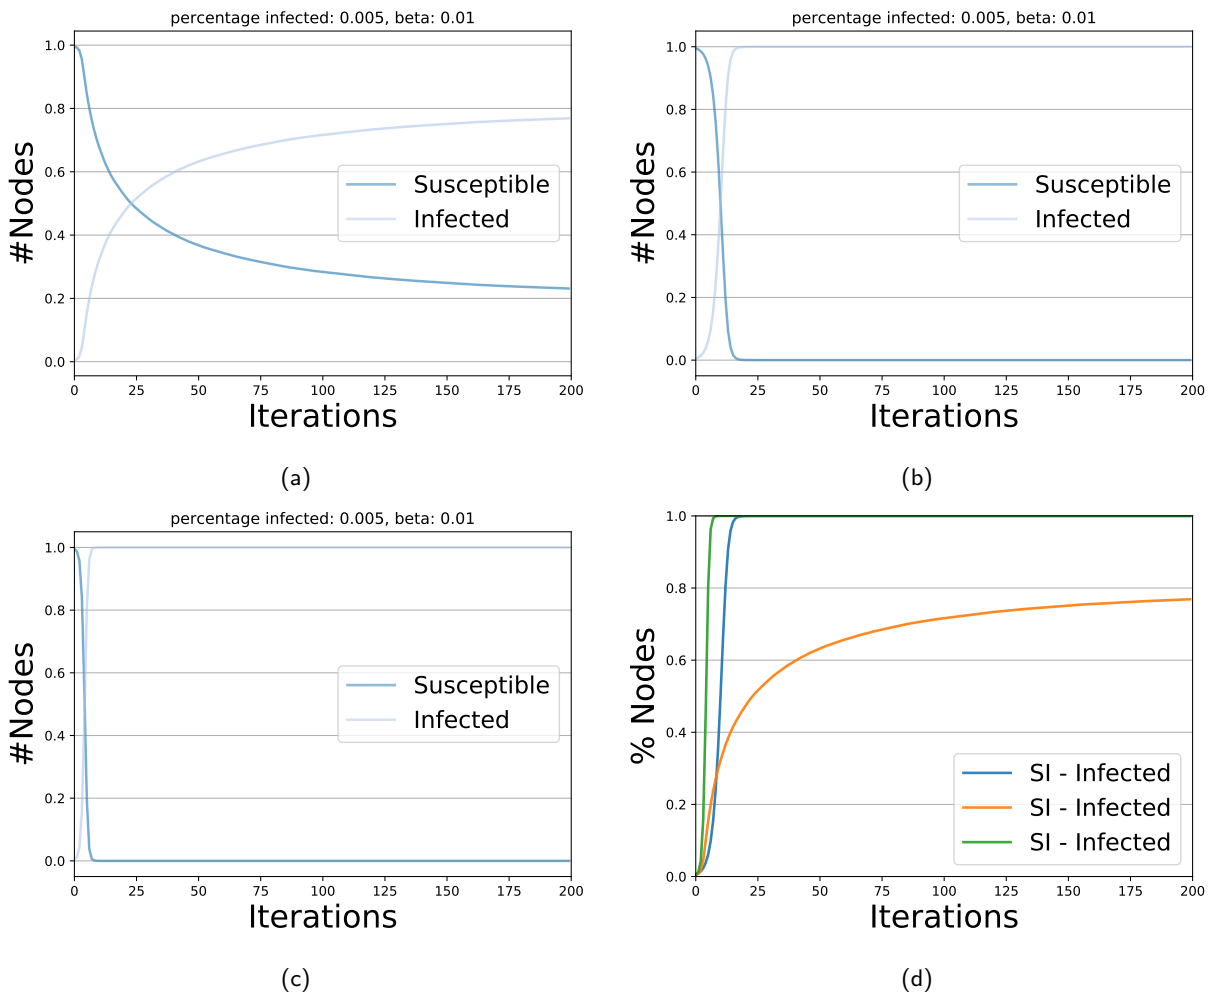 percentage infected: 0.005, beta: 0.01
1.0
0.8
0.6
0.4
0.2
0.0
#Nodes
Susceptible
Infected
0 25 50 75 100 125 150 175 200
Iterations
(a)
percentage infected: 0.005, beta: 0.01
1.0
0.8
0.6
0.4
0.2
0.0
#Nodes
Susceptible
Infected
0 25 50 75 100 125 150 175 200
Iterations
(b)
percentage infected: 0.005, beta: 0.01
1.0
0.8
0.6
0.4
0.2
0.0
#Nodes
Susceptible
Infected
0 25 50 75 100 125 150 175 200
Iterations
(c)
1.0
0.8
0.6
0.4
0.2
0.0
% Nodes
SI - Infected
SI - Infected
SI - Infected
0 25 50 75 100 125 150 175 200
Iterations
(d)